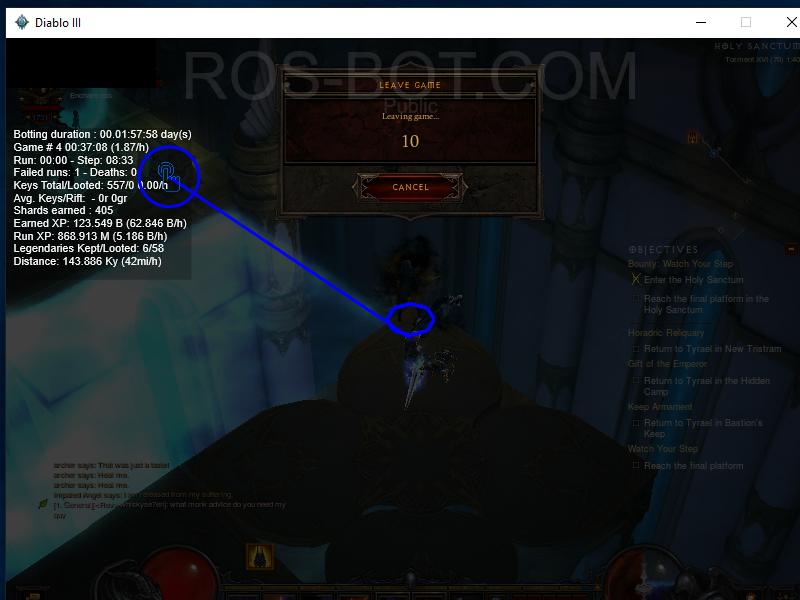 Diablo III
ROS-BOT.COM
HOLY SANCTUM
Torment XVI (70) 1:40
LEAVE GAME
Public
Leaving game...
10
CANCEL
Botting duration : 00.01:57:58 day(s)
Game # 4 00:37:08 (1.87/h)
Run: 00:00 - Step: 08:33
Failed runs: 1 - Deaths: 0
Keys Total/Looted: 557/0 0.00/h
Avg. Keys/Rift: - 0r 0gr
Shards earned : 405
Earned XP: 123.549 B (62.846 B/h)
Run XP: 868.913 M (5.186 B/h)
Legendaries Kept/Looted: 6/58
Distance: 143.886 Ky (42mi/h)
OBJECTIVES
Bounty: Watch Your Step
Enter the Holy Sanctum
Reach the final platform in the
Holy Sanctum
Horadric Reliquary
Return to Tyrael in New Tristram
Gift of the Emperor
Return to Tyrael in the Hidden
Camp
Keep Armament
Return to Tyrael in Bastion's
Keep
Watch Your Step
Reach the final platform
archer says: That was just a taste!
archer says: Heal me.
archer says: Heal me.
Impaired Angel says: I am released from my suffering.
[1. General] what monk advice do you need my
guy